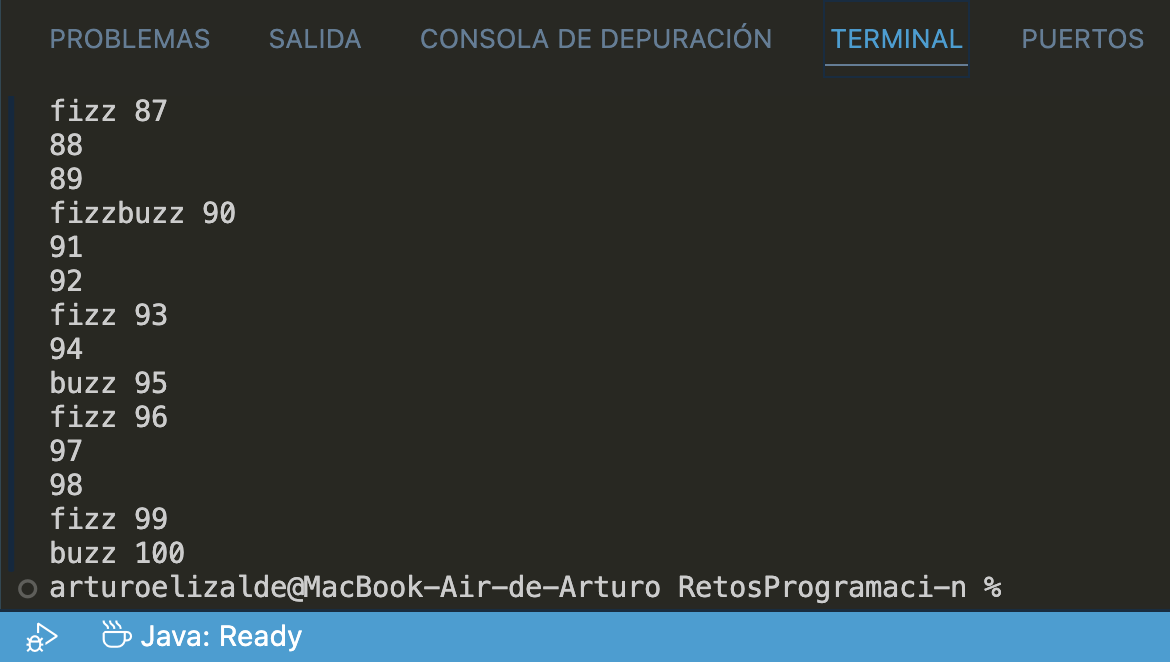 PROBLEMAS SALIDA CONSOLA DE DEPURACIÓN TERMINAL PUERTOS
fizz 87
88
89
fizzbuzz 90
91
92
fizz 93
94
buzz 95
fizz 96
97
98
fizz 99
buzz 100
arturoelizalde@MacBook-Air-de-Arturo RetosProgramaci-n %
Java: Ready